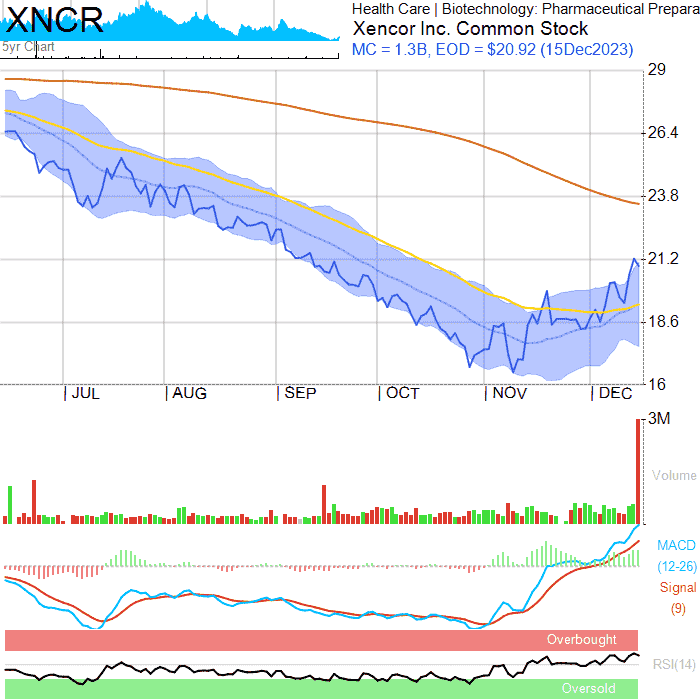 XNCR
5yr Chart
Health Care | Biotechnology: Pharmaceutical Prepara
Xencor Inc. Common Stock
MC = 1.3B, EOD = $20.92 (15Dec2023)
29
26.4
23.8
21.2
18.6
16
JUL AUG SEP OCT NOV DEC
3M
Volume
MACD
(12-26)
Signal
(9)
Overbought
RSI(14)
Oversold